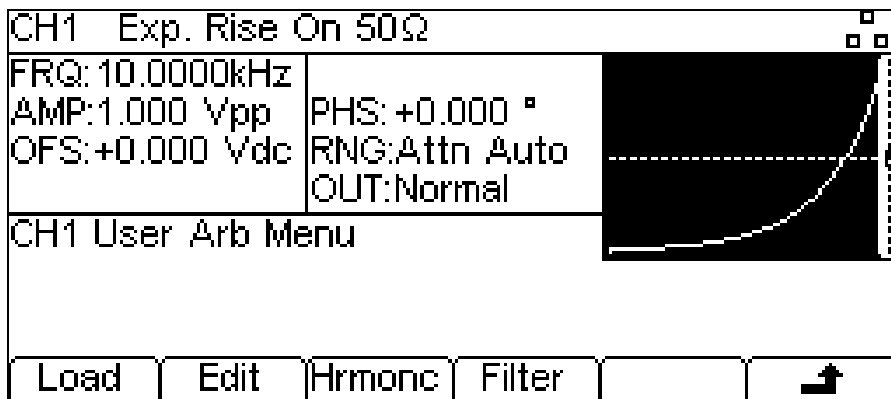 CH1 Exp. Rise On 50Ω
FRQ:10.0000kHz
AMP:1.000 Vpp
OFS:+0.000 Vdc
PHS:+0.000 °
RNG:Attn Auto
OUT:Normal
CH1 User Arb Menu
Load Edit Hrmonc Filter